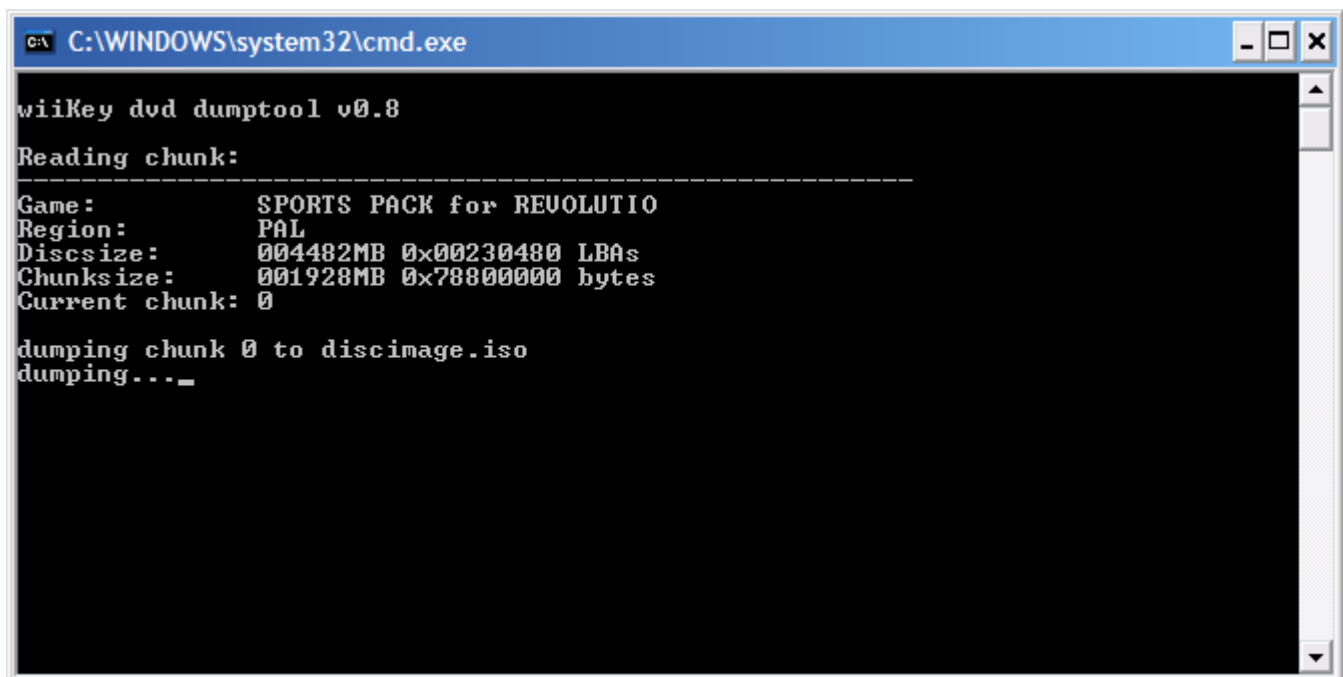 C:\WINDOWS\system32\cmd.exe
wiiKey dvd dumptool v0.8
Reading chunk:
--------------------------------------------------------
Game: SPORTS PACK for REVOLUTIO
Region: PAL
Discsize: 004482MB 0x00230480 LBAs
Chunksize: 001928MB 0x78800000 bytes
Current chunk: 0
dumping chunk 0 to discimage.iso
dumping..._